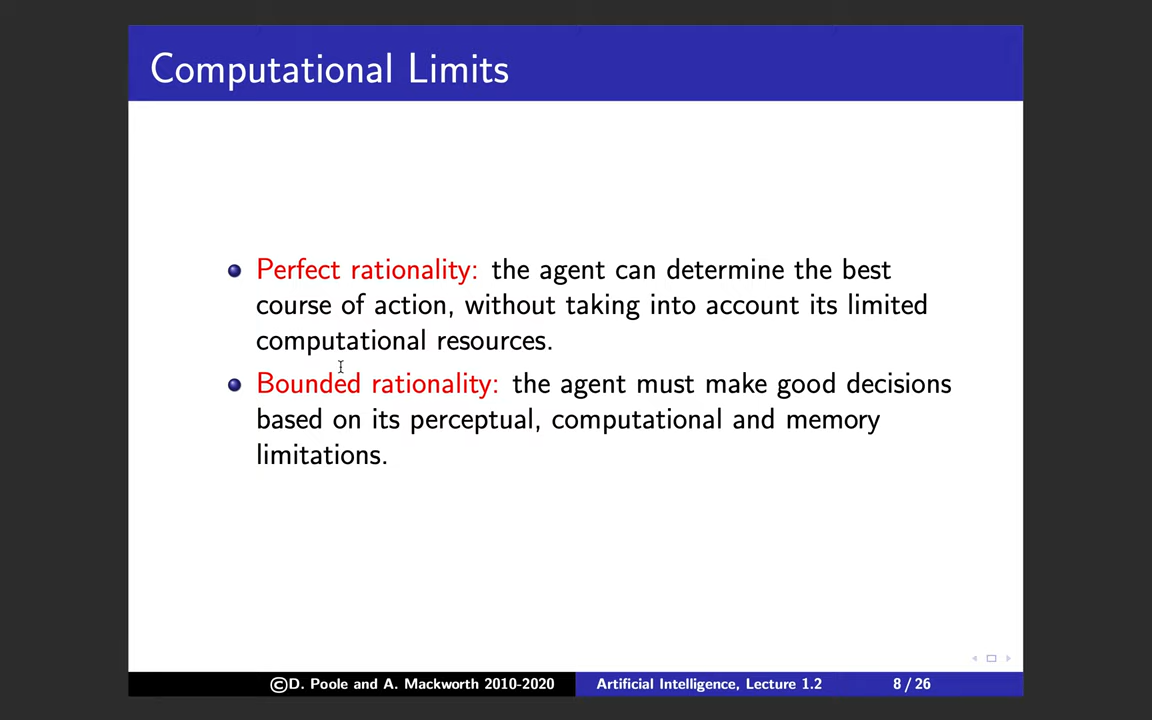 Computational Limits
Perfect rationality: the agent can determine the best
course of action, without taking into account its limited
computational resources.
Bounded rationality: the agent must make good decisions
based on its perceptual, computational and memory
limitations.
©D. Poole and A. Mackworth 2010-2020 Artificial Intelligence, Lecture 1.2 8 / 26